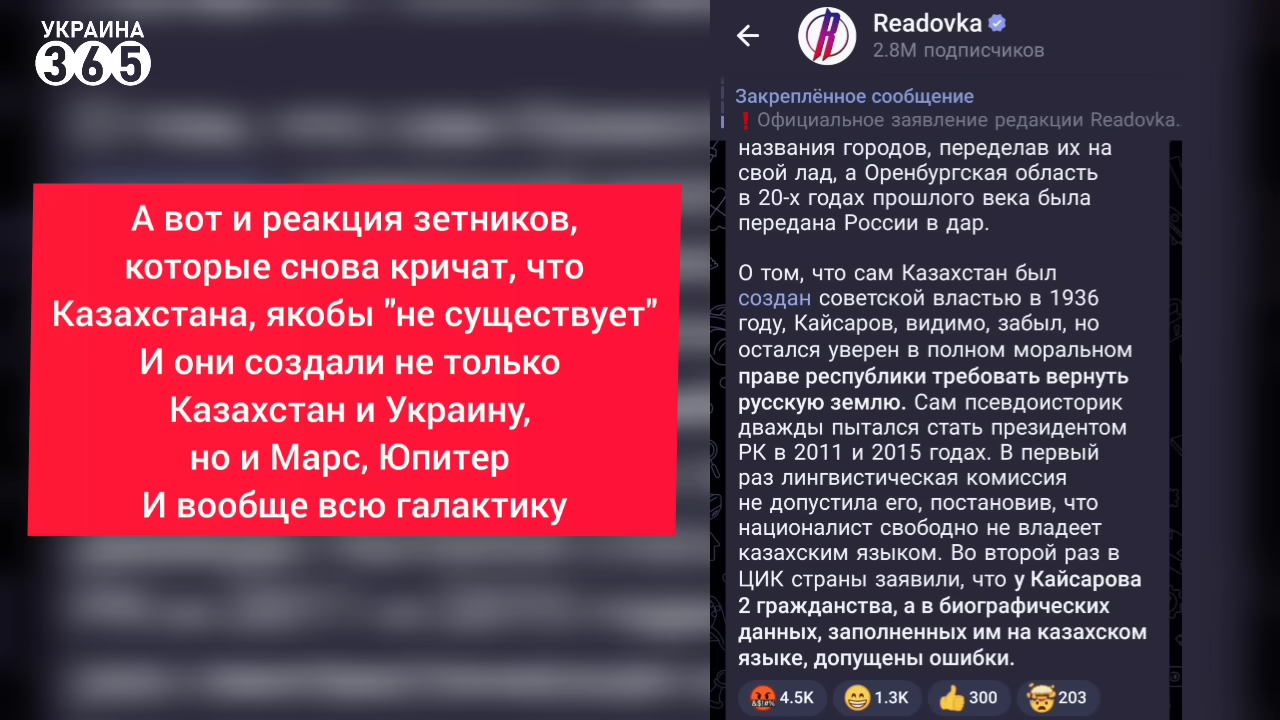 УКРАИНА
365
А вот и реакция зетников,
которые снова кричат, что
Казахстана, якобы "не существует"
И они создали не только
Казахстан и Украину,
но и Марс, Юпитер
И вообще всю галактику
Readovka
2.8M подписчиков
Закреплённое сообщение
❗Официальное заявление редакции Readovka.
названия городов, переделав их на
свой лад, а Оренбургская область
в 20-х годах прошлого века была
передана России в дар.
О том, что сам Казахстан был
создан советской властью в 1936
году, Кайсаров, видимо, забыл, но
остался уверен в полном моральном
праве республики требовать вернуть
русскую землю. Сам псевдоисторик
дважды пытался стать президентом
РК в 2011 и 2015 годах. В первый
раз лингвистическая комиссия
не допустила его, постановив, что
националист свободно не владеет
казахским языком. Во второй раз в
ЦИК страны заявили, что у Кайсарова
2 гражданства, а в биографических
данных, заполненных им на казахском
языке, допущены ошибки.
4.5K 1.3K 300 203